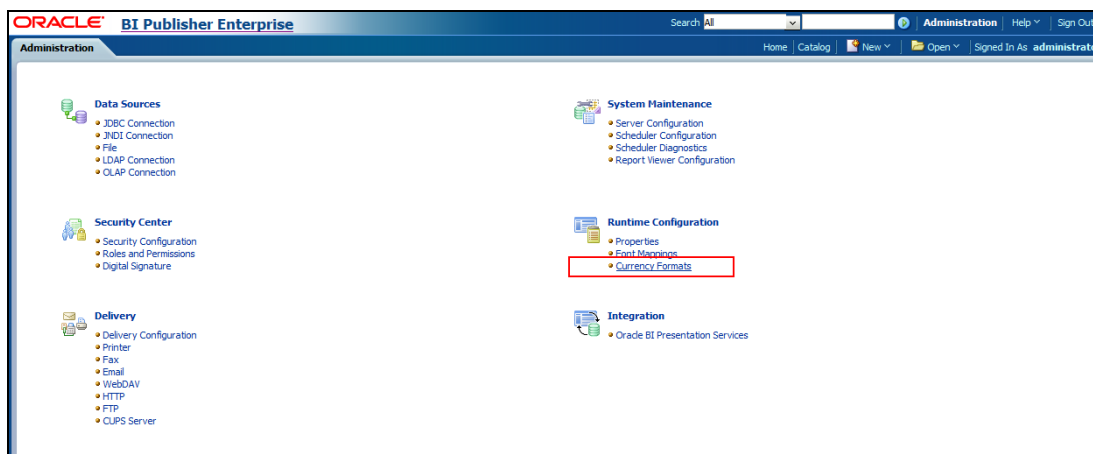 ORACLE BI Publisher Enterprise Search All Administration Help Sign Out
Administration Home Catalog New Open Signed In As
Data Sources
JDBC Connection
JNDI Connection
File
LDAP Connection
OLAP Connection
System Maintenance
Server Configuration
Scheduler Configuration
Scheduler Diagnostics
Report Viewer Configuration
Security Center
Security Configuration
Roles and Permissions
Digital Signature
Runtime Configuration
Properties
Font Mappings
Currency Formats
Delivery
Delivery Configuration
Printer
Fax
Email
WebDAV
HTTP
FTP
CUPS Server
Integration
Oracle BI Presentation Services